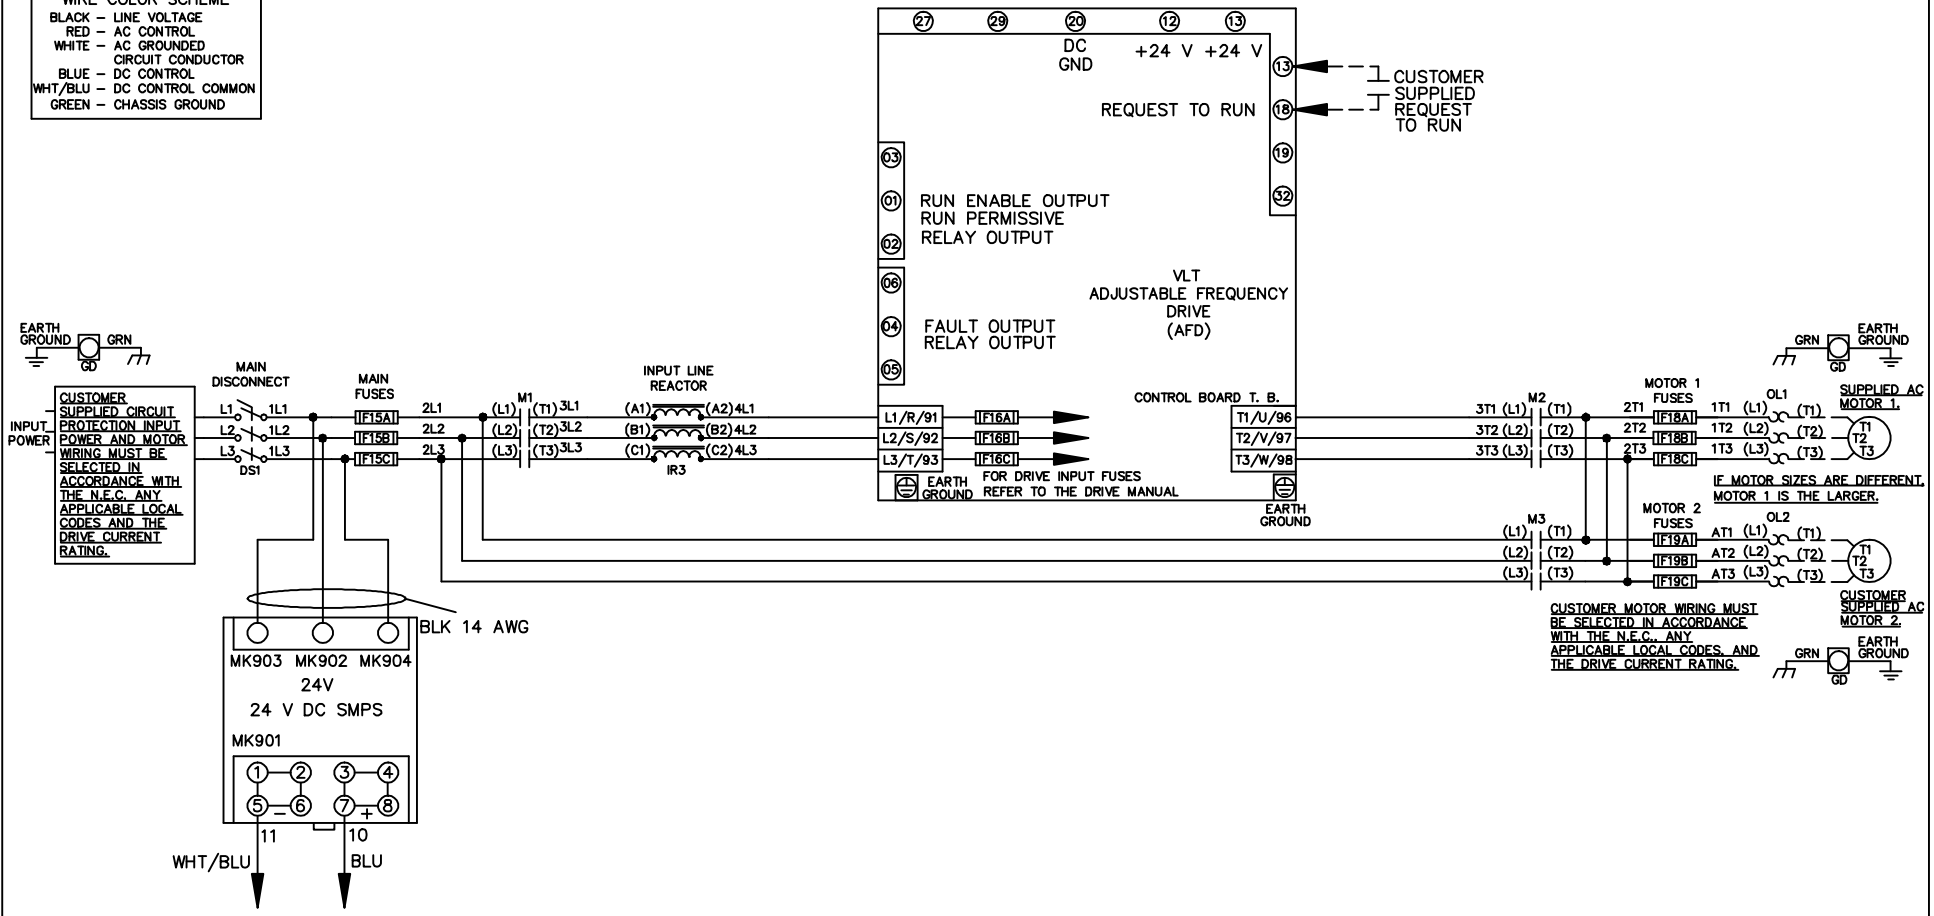 WIRE COLOR SCHEME
BLACK – LINE VOLTAGE
RED – AC CONTROL
WHITE – AC GROUNDED
CIRCUIT CONDUCTOR
BLUE – DC CONTROL
WHT/BLU – DC CONTROL COMMON
GREEN – CHASSIS GROUND
27 29 20 12 13
DC
GND
+24 V +24 V
13
REQUEST TO RUN 18
19
32
CUSTOMER
SUPPLIED
REQUEST
TO RUN
03
01
02
RUN ENABLE OUTPUT
RUN PERMISSIVE
RELAY OUTPUT
06
04
05
FAULT OUTPUT
RELAY OUTPUT
VLT
ADJUSTABLE FREQUENCY
DRIVE
(AFD)
CONTROL BOARD T. B.
EARTH
GROUND
GRN
GD
INPUT
POWER
CUSTOMER
SUPPLIED CIRCUIT
PROTECTION INPUT
POWER AND MOTOR
WIRING MUST BE
SELECTED IN
ACCORDANCE WITH
THE N.E.C. ANY
APPLICABLE LOCAL
CODES AND THE
DRIVE CURRENT
RATING.
MAIN
DISCONNECT
L1 1L1
L2 1L2
L3 1L3
DS1
MAIN
FUSES
F15A 2L1
F15B 2L2
F15C 2L3
M1
(L1) (T1) 3L1
(L2) (T2) 3L2
(L3) (T3) 3L3
INPUT LINE
REACTOR
(A1) (A2) 4L1
(B1) (B2) 4L2
(C1) (C2) 4L3
IR3
L1/R/91 F16A
L2/S/92 F16B
L3/T/93 F16C
EARTH
GROUND
FOR DRIVE INPUT FUSES
REFER TO THE DRIVE MANUAL
T1/U/96
T2/V/97
T3/W/98
EARTH
GROUND
M2
3T1 (L1) (T1)
3T2 (L2) (T2)
3T3 (L3) (T3)
MOTOR 1
FUSES
2T1 F18A 1T1 (L1) (T1)
2T2 F18B 1T2 (L2) (T2)
2T3 F18C 1T3 (L3) (T3)
OL1
GRN
GD
EARTH
GROUND
SUPPLIED AC
MOTOR 1.
T1
T2
T3
IF MOTOR SIZES ARE DIFFERENT,
MOTOR 1 IS THE LARGER.
M3
(L1) (T1)
(L2) (T2)
(L3) (T3)
MOTOR 2
FUSES
F19A AT1 (L1) (T1)
F19B AT2 (L2) (T2)
F19C AT3 (L3) (T3)
OL2
T1
T2
T3
CUSTOMER
SUPPLIED AC
MOTOR 2.
CUSTOMER MOTOR WIRING MUST
BE SELECTED IN ACCORDANCE
WITH THE N.E.C., ANY
APPLICABLE LOCAL CODES, AND
THE DRIVE CURRENT RATING.
GRN
GD
EARTH
GROUND
BLK 14 AWG
MK903 MK902 MK904
24V
24 V DC SMPS
MK901
1 2 3 4
5 – 6 7 + 8
11 10
WHT/BLU BLU